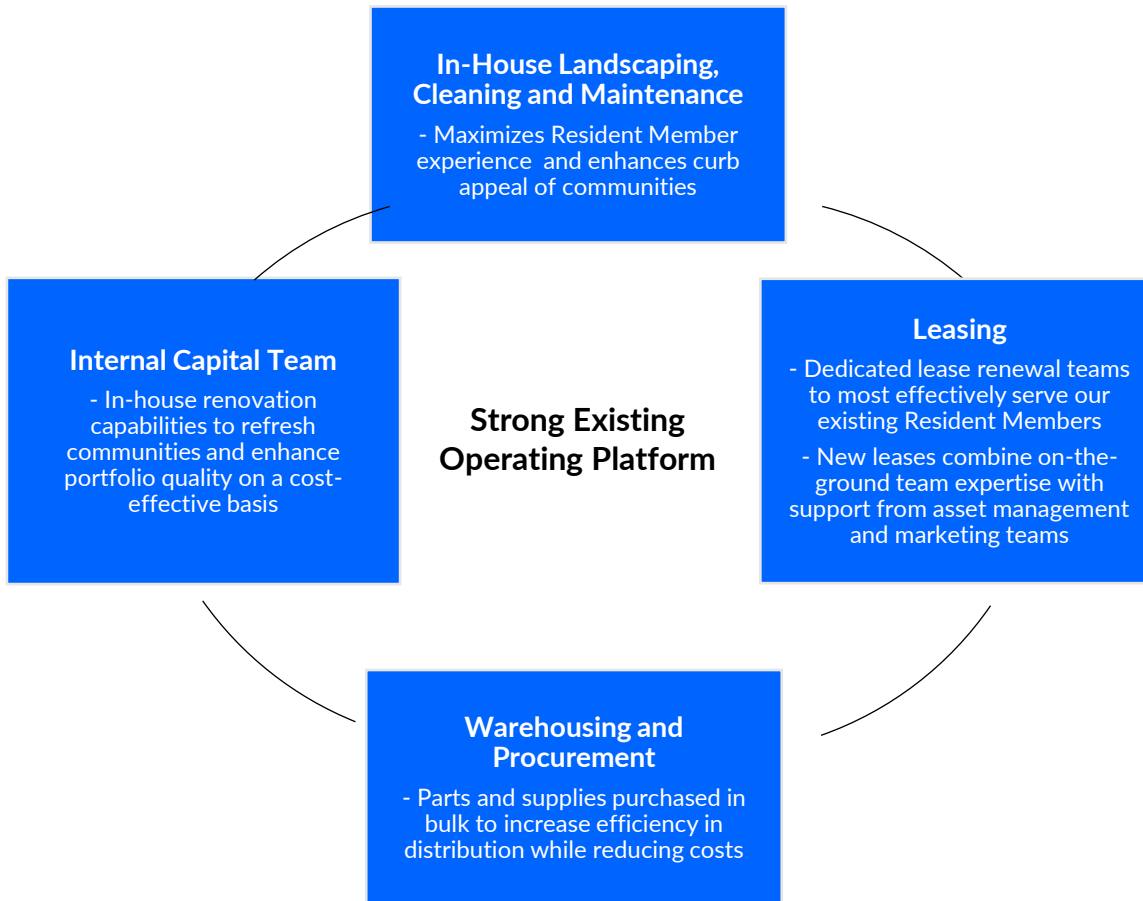 In-House Landscaping,
Cleaning and Maintenance
- Maximizes Resident Member
experience and enhances curb
appeal of communities
Internal Capital Team
- In-house renovation
capabilities to refresh
communities and enhance
portfolio quality on a cost-
effective basis
Strong Existing
Operating Platform
Leasing
- Dedicated lease renewal teams
to most effectively serve our
existing Resident Members
- New leases combine on-the-
ground team expertise with
support from asset management
and marketing teams
Warehousing and
Procurement
- Parts and supplies purchased in
bulk to increase efficiency in
distribution while reducing costs